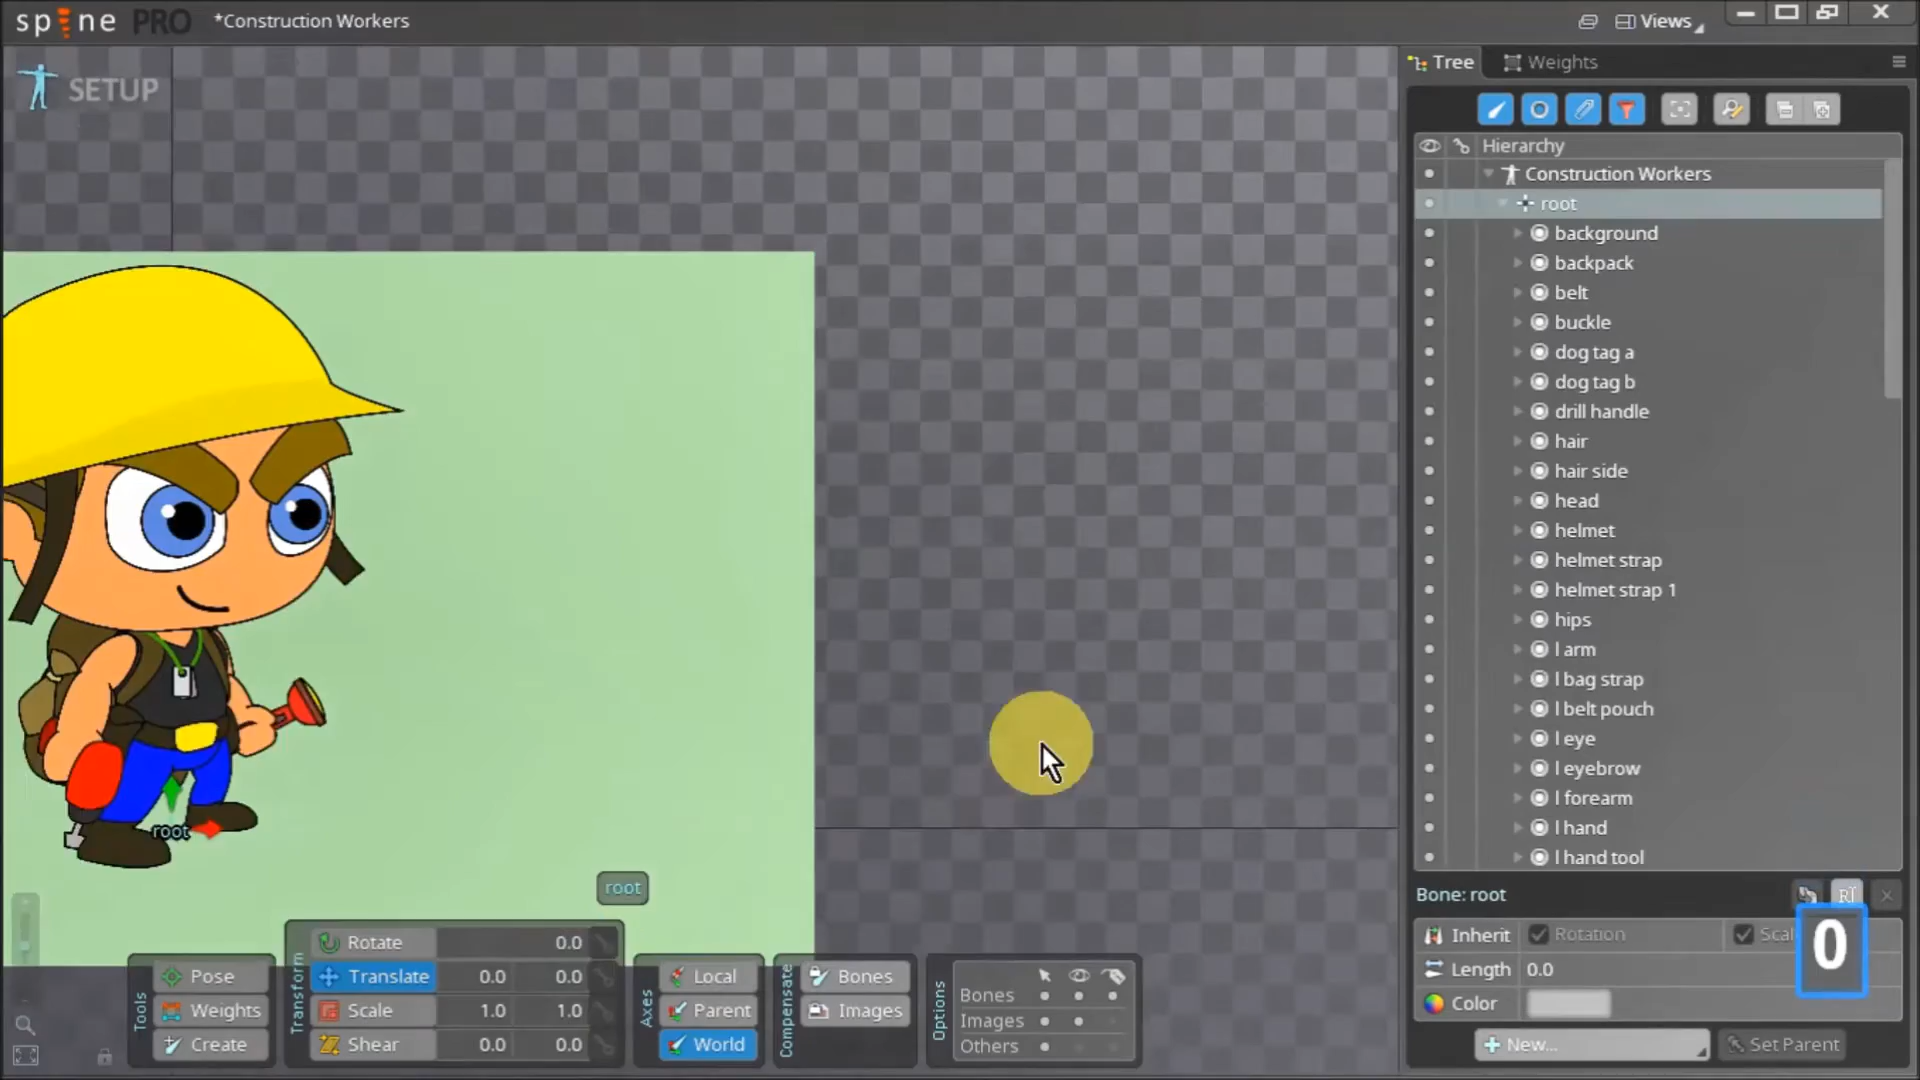 spine PRO
*Construction Workers
Views
SETUP
Tree
Weights
Hierarchy
Construction Workers
root
background
backpack
belt
buckle
dog tag a
dog tag b
drill handle
hair
hair side
head
helmet
helmet strap
helmet strap 1
hips
l arm
l bag strap
l belt pouch
l eye
l eyebrow
l forearm
l hand
l hand tool
Bone: root
Inherit
Rotation
Length
0.0
Color
0
New...
Set Parent
root
root
Tools
Pose
Weights
Create
Transform
Rotate
0.0
Translate
0.0
0.0
Scale
1.0
1.0
Shear
0.0
0.0
Axes
Local
Parent
World
Compensate
Bones
Images
Options
Bones
Images
Others